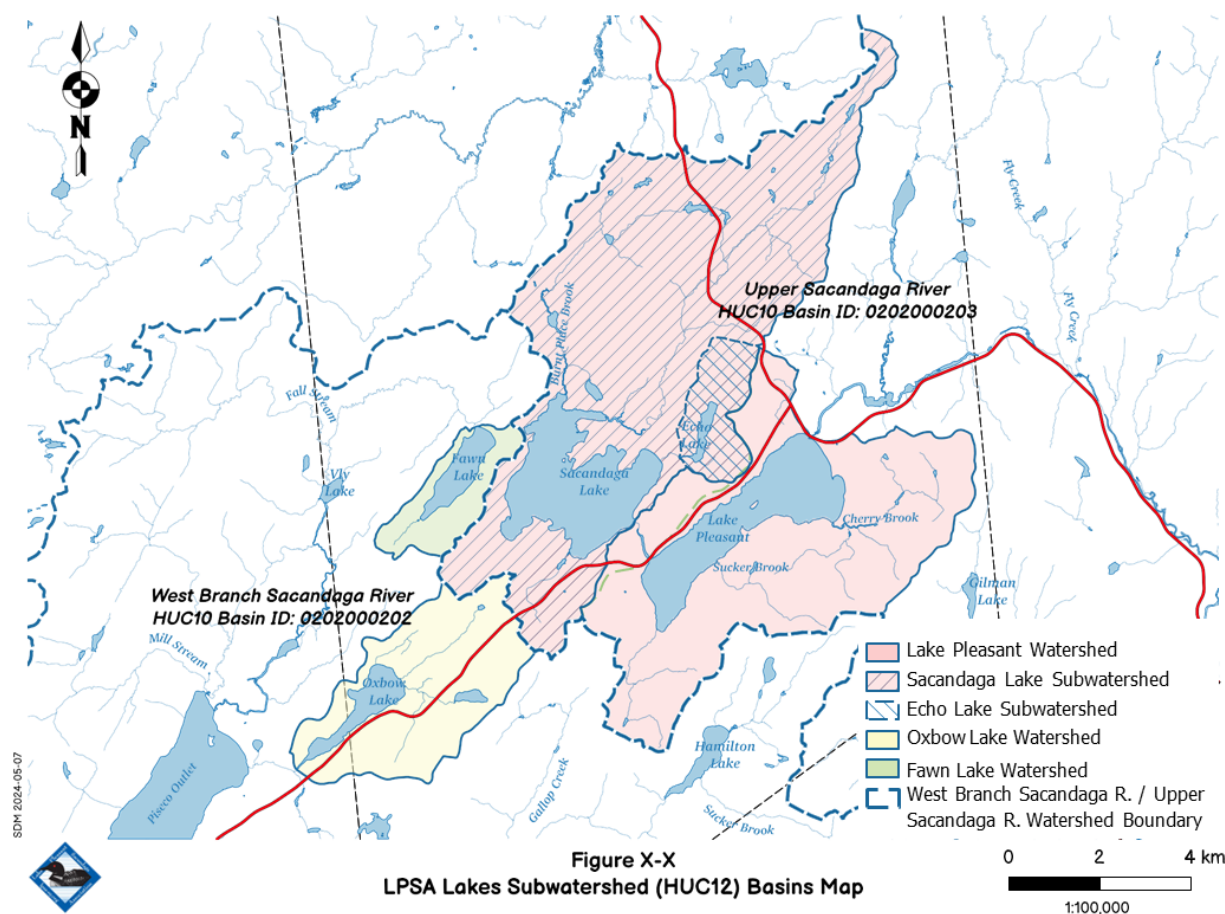 N
Fly Creek
Upper Sacandaga River
HUC10 Basin ID: 0202000203
Fly Creek
Burnt Place Brook
Fall Stream
Echo
Lake
Fawn
Lake
Sacandaga
Lake
Vly
Lake
Lake
Pleasant
Cherry Brook
Sucker Brook
Gilman
Lake
West Branch Sacandaga River
HUC10 Basin ID: 0202000202
Mill Stream
Oxbow
Lake
Hamilton
Lake
Piseco Outlet
Gallop Creek
Sucker Brook
Lake Pleasant Watershed
Sacandaga Lake Subwatershed
Echo Lake Subwatershed
Oxbow Lake Watershed
Fawn Lake Watershed
West Branch Sacandaga R. / Upper
Sacandaga R. Watershed Boundary
SDM 2024-05-07
Figure X-X
LPSA Lakes Subwatershed (HUC12) Basins Map
0 2 4 km
1:100,000